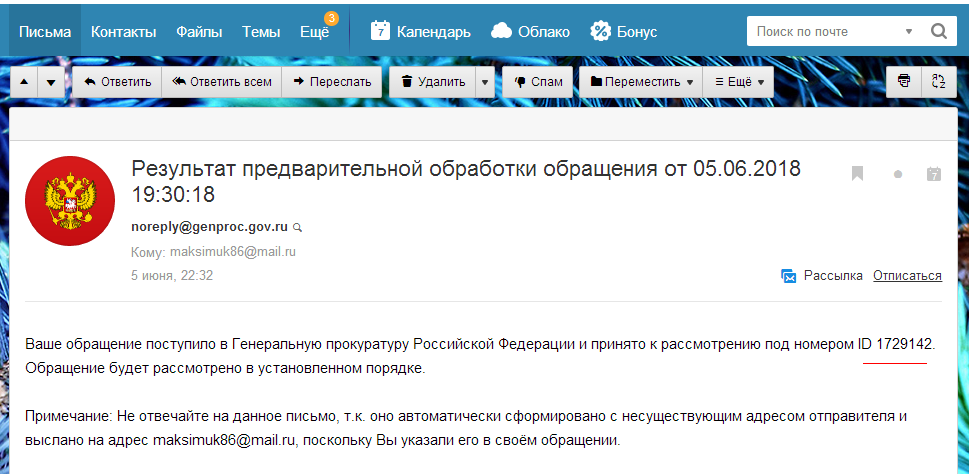 Письма Контакты Файлы Темы Ещё 3 7 Календарь Облако Бонус Поиск по почте
Ответить Ответить всем Переслать Удалить Спам Переместить Ещё
Результат предварительной обработки обращения от 05.06.2018
19:30:18
7
noreply@genproc.gov.ru
Кому: maksimuk86@mail.ru
5 июня, 22:32
Рассылка Отписаться
Ваше обращение поступило в Генеральную прокуратуру Российской Федерации и принято к рассмотрению под номером ID 1729142.
Обращение будет рассмотрено в установленном порядке.
Примечание: Не отвечайте на данное письмо, т.к. оно автоматически сформировано с несуществующим адресом отправителя и
выслано на адрес maksimuk86@mail.ru, поскольку Вы указали его в своём обращении.